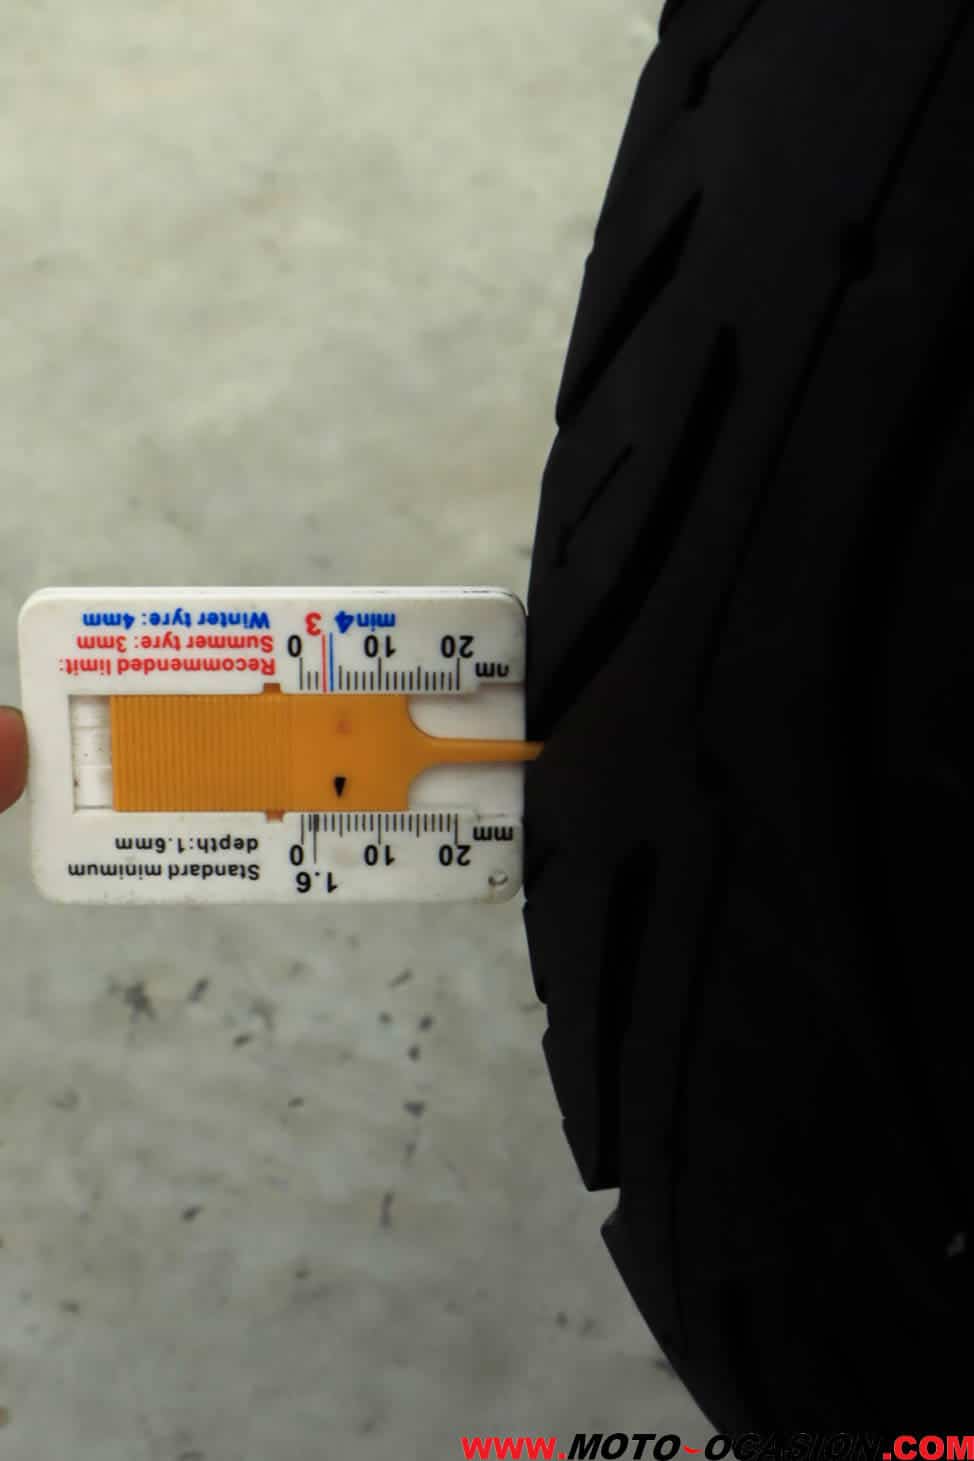 Standard minimum
depth:1.6mm
1.6
0 10 20 mm
0 10 20 mm
Recommended limit:
Summer tyre: 3mm
Winter tyre: 4mm
3 min4
www.MOTO-OCASION.COM